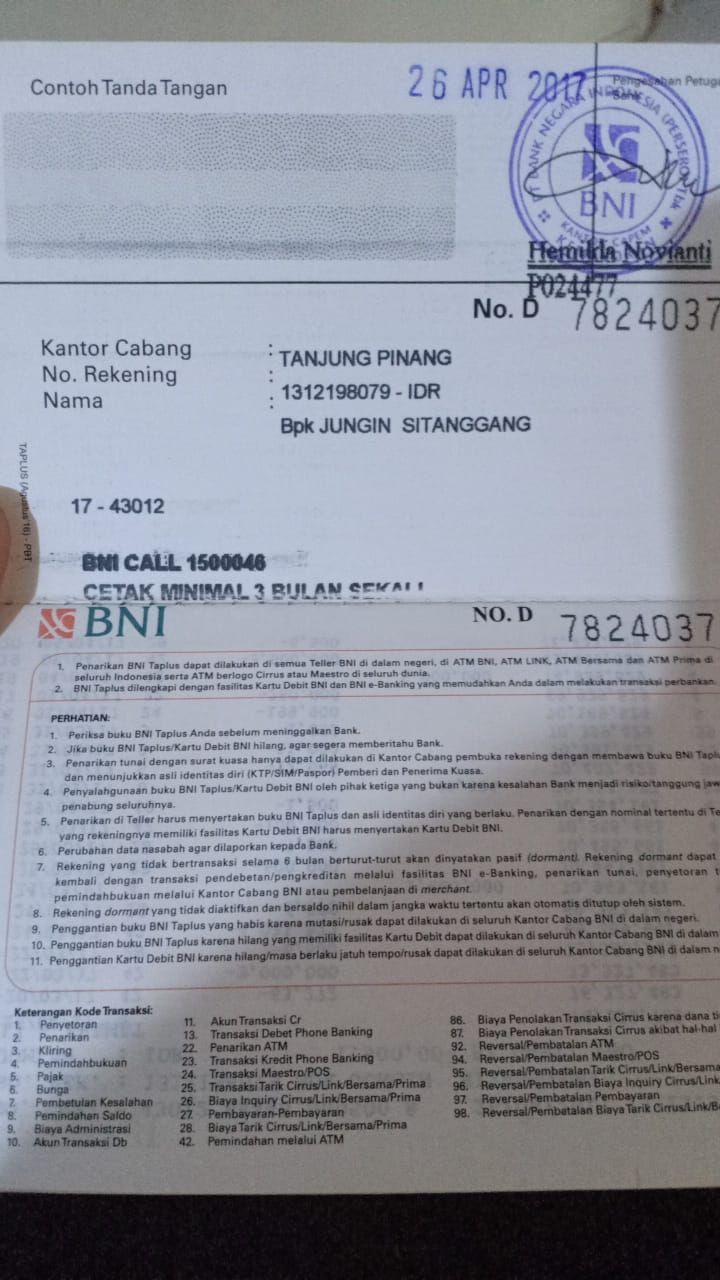 Contoh Tanda Tangan
26 APR 2017
Pengesahan Petuga
Bank
PT BANK NEGARA INDONESIA (PERSERO) Tbk
BNI
KANTOR CAPEM
Hemikla Novianti
P024477
No. D 7824037
Kantor Cabang : TANJUNG PINANG
No. Rekening : 1312198079 - IDR
Nama : Bpk JUNGIN SITANGGANG
TAPLUS (Agustus 16) - PBT
17 - 43012
BNI CALL 1500046
CETAK MINIMAL 3 BULAN SEKALI
BNI NO. D 7824037
1. Penarikan BNI Taplus dapat dilakukan di semua Teller BNI di dalam negeri, di ATM BNI, ATM LINK, ATM Bersama dan ATM Prima di
seluruh Indonesia serta ATM berlogo Cirrus atau Maestro di seluruh dunia.
2. BNI Taplus dilengkapi dengan fasilitas Kartu Debit BNI dan BNI e-Banking yang memudahkan Anda dalam melakukan transaksi perbankan.
PERHATIAN:
1. Periksa buku BNI Taplus Anda sebelum meninggalkan Bank.
2. Jika buku BNI Taplus/Kartu Debit BNI hilang, agar segera memberitahu Bank.
3. Penarikan tunai dengan surat kuasa hanya dapat dilakukan di Kantor Cabang pembuka rekening dengan membawa buku BNI Taplu
dan menunjukkan asli identitas diri (KTP/SIM/Paspor) Pemberi dan Penerima Kuasa.
4. Penyalahgunaan buku BNI Taplus/Kartu Debit BNI oleh pihak ketiga yang bukan karena kesalahan Bank menjadi risiko/tanggung jaw
penabung seluruhnya.
5. Penarikan di Teller harus menyertakan buku BNI Taplus dan asli identitas diri yang berlaku. Penarikan dengan nominal tertentu di Te
yang rekeningnya memiliki fasilitas Kartu Debit BNI harus menyertakan Kartu Debit BNI.
6. Perubahan data nasabah agar dilaporkan kepada Bank.
7. Rekening yang tidak bertransaksi selama 6 bulan berturut-turut akan dinyatakan pasif (dormant). Rekening dormant dapat
kembali dengan transaksi pendebetan/pengkreditan melalui fasilitas BNI e-Banking, penarikan tunai, penyetoran t
pemindahbukuan melalui Kantor Cabang BNI atau pembelanjaan di merchant.
8. Rekening dormant yang tidak diaktifkan dan bersaldo nihil dalam jangka waktu tertentu akan otomatis ditutup oleh sistem.
9. Penggantian buku BNI Taplus yang habis karena mutasi/rusak dapat dilakukan di seluruh Kantor Cabang BNI di dalam negeri.
10. Penggantian buku BNI Taplus karena hilang yang memiliki fasilitas Kartu Debit dapat dilakukan di seluruh Kantor Cabang BNI di dalam
11. Penggantian Kartu Debit BNI karena hilang/masa berlaku jatuh tempo/rusak dapat dilakukan di seluruh Kantor Cabang BNI di dalam n
Keterangan Kode Transaksi:
1. Penyetoran
2. Penarikan
3. Kliring
4. Pemindahbukuan
5. Pajak
6. Bunga
7. Pembetulan Kesalahan
8. Pemindahan Saldo
9. Biaya Administrasi
10. Akun Transaksi Db
11. Akun Transaksi Cr
13. Transaksi Debet Phone Banking
22. Penarikan ATM
23. Transaksi Kredit Phone Banking
24. Transaksi Maestro/POS
25. Transaksi Tarik Cirrus/Link/Bersama/Prima
26. Biaya Inquiry Cirrus/Link/Bersama/Prima
27. Pembayaran-Pembayaran
28. Biaya Tarik Cirrus/Link/Bersama/Prima
42. Pemindahan melalui ATM
86. Biaya Penolakan Transaksi Cirrus karena dana ti
87. Biaya Penolakan Transaksi Cirrus akibat hal-hal
92. Reversal/Pembatalan ATM
94. Reversal/Pembatalan Maestro/POS
95. Reversal/Pembatalan Tarik Cirrus/Link/Bersama
96. Reversal/Pembatalan Biaya Inquiry Cirrus/Link
97. Reversal/Pembatalan Pembayaran
98. Reversal/Pembatalan Biaya Tarik Cirrus/Link/Be